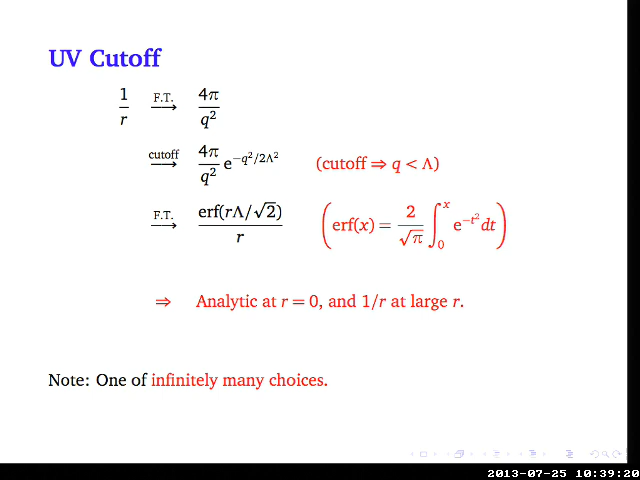 UV Cutoff
1/r F.T. ⟶ 4π/q²
cutoff ⟶ 4π/q² e^{−q²/2Λ²} (cutoff ⇒ q < Λ)
F.T. ⟶ erf(rΛ/√2)/r (erf(x) = 2/√π ∫₀ˣ e^{−t²} dt)
⇒ Analytic at r = 0, and 1/r at large r.
Note: One of infinitely many choices.
2013-07-25 10:39:20